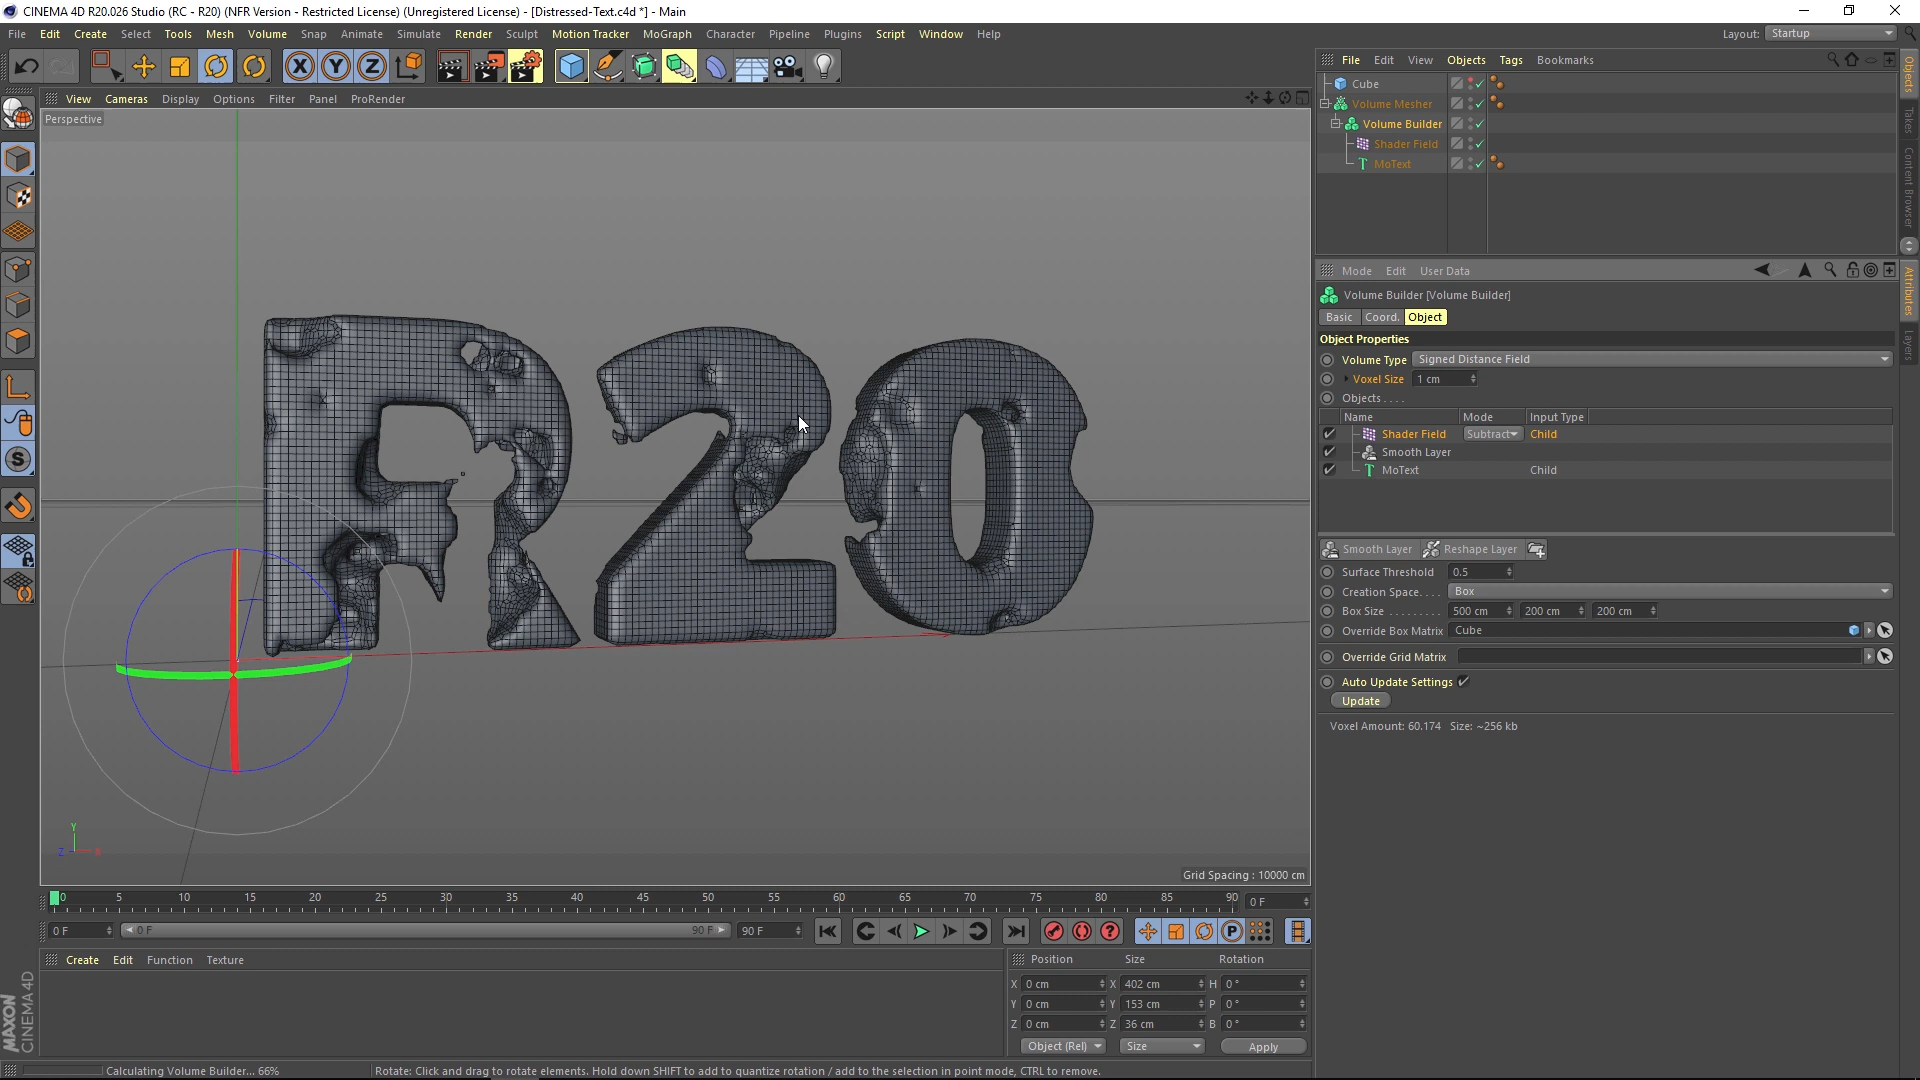 CINEMA 4D R20.026 Studio (RC - R20) (NFR Version - Restricted License) (Unregistered License) - [Distressed-Text.c4d *] - Main
File Edit Create Select Tools Mesh Volume Snap Animate Simulate Render Sculpt Motion Tracker MoGraph Character Pipeline Plugins Script Window Help
Layout: Startup
X Y Z
File Edit View Objects Tags Bookmarks
Cube
Volume Mesher
Volume Builder
Shader Field
MoText
Objects
Takes
Content Browser
View Cameras Display Options Filter Panel ProRender
Perspective
R20
Y
Z X
Grid Spacing : 10000 cm
Mode Edit User Data
Attributes
Layers
Volume Builder [Volume Builder]
Basic Coord. Object
Object Properties
Volume Type Signed Distance Field
Voxel Size 1 cm
Objects . . . .
Name Mode Input Type
Shader Field Subtract Child
Smooth Layer
MoText Child
Smooth Layer Reshape Layer
Surface Threshold 0.5
Creation Space. . . . Box
Box Size . . . . . . . . . 500 cm 200 cm 200 cm
Override Box Matrix Cube
Override Grid Matrix
Auto Update Settings
Update
Voxel Amount: 60.174 Size: ~256 kb
0 5 10 15 20 25 30 35 40 45 50 55 60 65 70 75 80 85 90 0 F
0 F 0 F 90 F 90 F
P
Create Edit Function Texture
Position Size Rotation
X 0 cm X 402 cm H 0 °
Y 0 cm Y 153 cm P 0 °
Z 0 cm Z 36 cm B 0 °
Object (Rel) Size Apply
MAXON
CINEMA 4D
Calculating Volume Builder... 66% Rotate: Click and drag to rotate elements. Hold down SHIFT to add to quantize rotation / add to the selection in point mode, CTRL to remove.